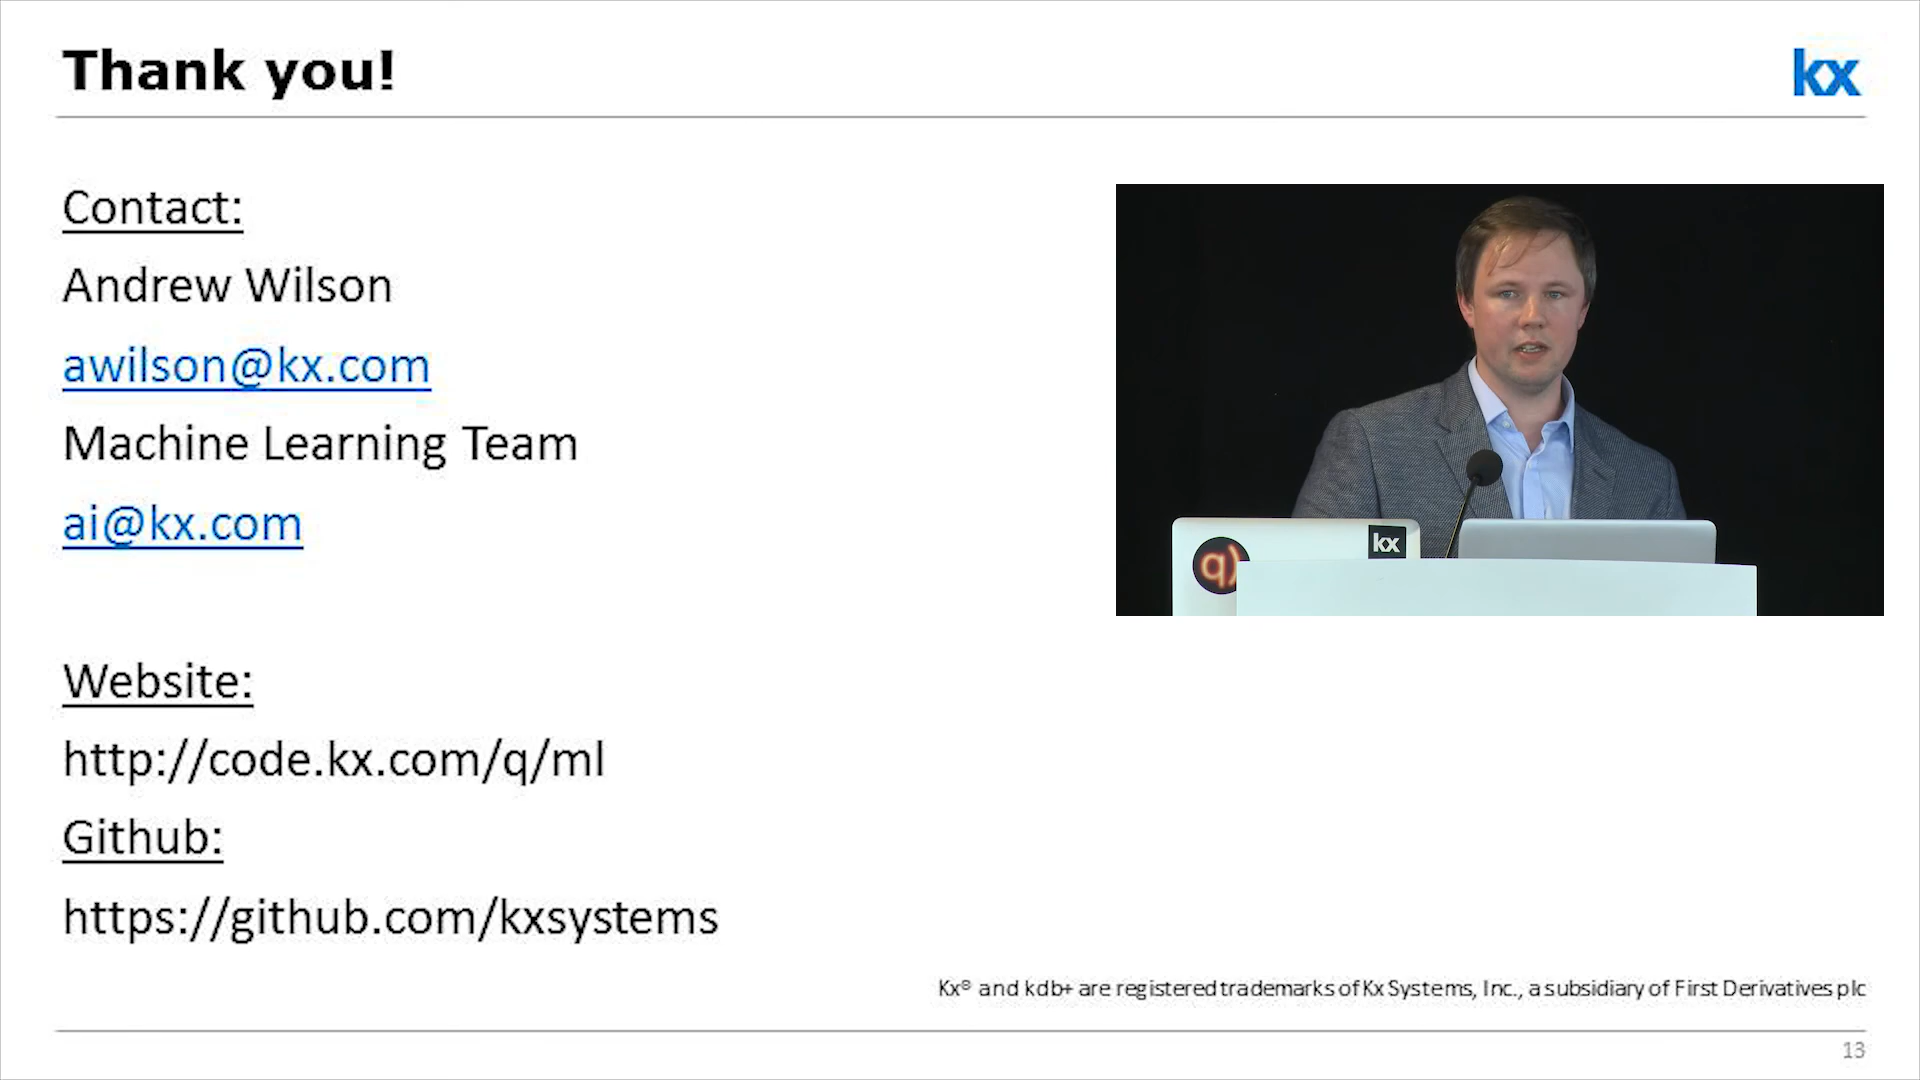 Thank you!
kx
Contact:
Andrew Wilson
awilson@kx.com
Machine Learning Team
ai@kx.com
kx
q)
Website:
http://code.kx.com/q/ml
Github:
https://github.com/kxsystems
Kx® and kdb+ are registered trademarks of Kx Systems, Inc., a subsidiary of First Derivatives plc
13